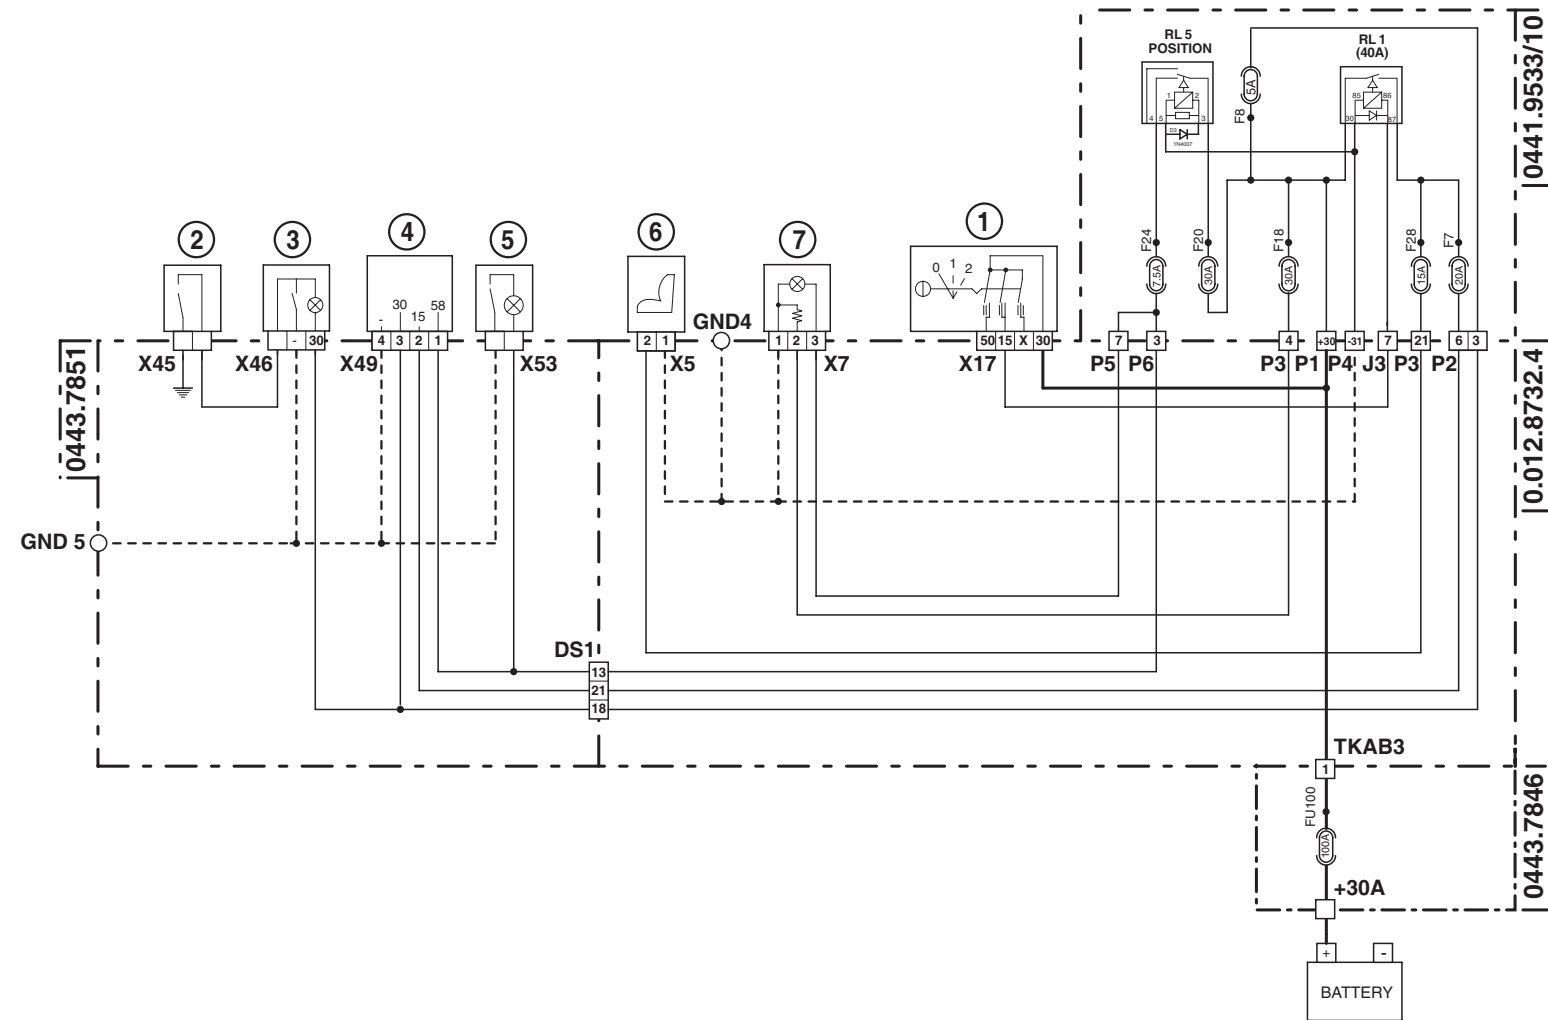 RL 5
POSITION
RL 1
(40A)
5A
F8
1 2
4 5 3
D3
1N4007
85 86
30 87
0441.9533/10
2
3
4
5
6
7
1
F24
F20
F18
F28
F7
7.5A
30A
30A
15A
20A
0 1 2
- 30 15 58
GND4
- 30
4 3 2 1
2 1
1 2 3
50 15 X 30
7
3
4
+30
-31
7
21
6 3
X45
X46
X49
X53
X5
X7
X17
P5
P6
P3
P1
P4
J3
P3
P2
0443.7851
0.012.8732.4
GND 5
DS1
13
21
18
TKAB3
1
FU100
100A
0443.7846
+30A
+ -
BATTERY